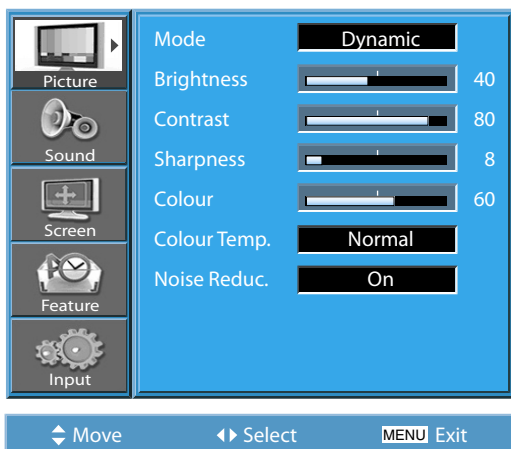 Picture
Sound
Screen
Feature
Input
Mode Dynamic
Brightness 40
Contrast 80
Sharpness 8
Colour 60
Colour Temp. Normal
Noise Reduc. On
Move Select MENU Exit